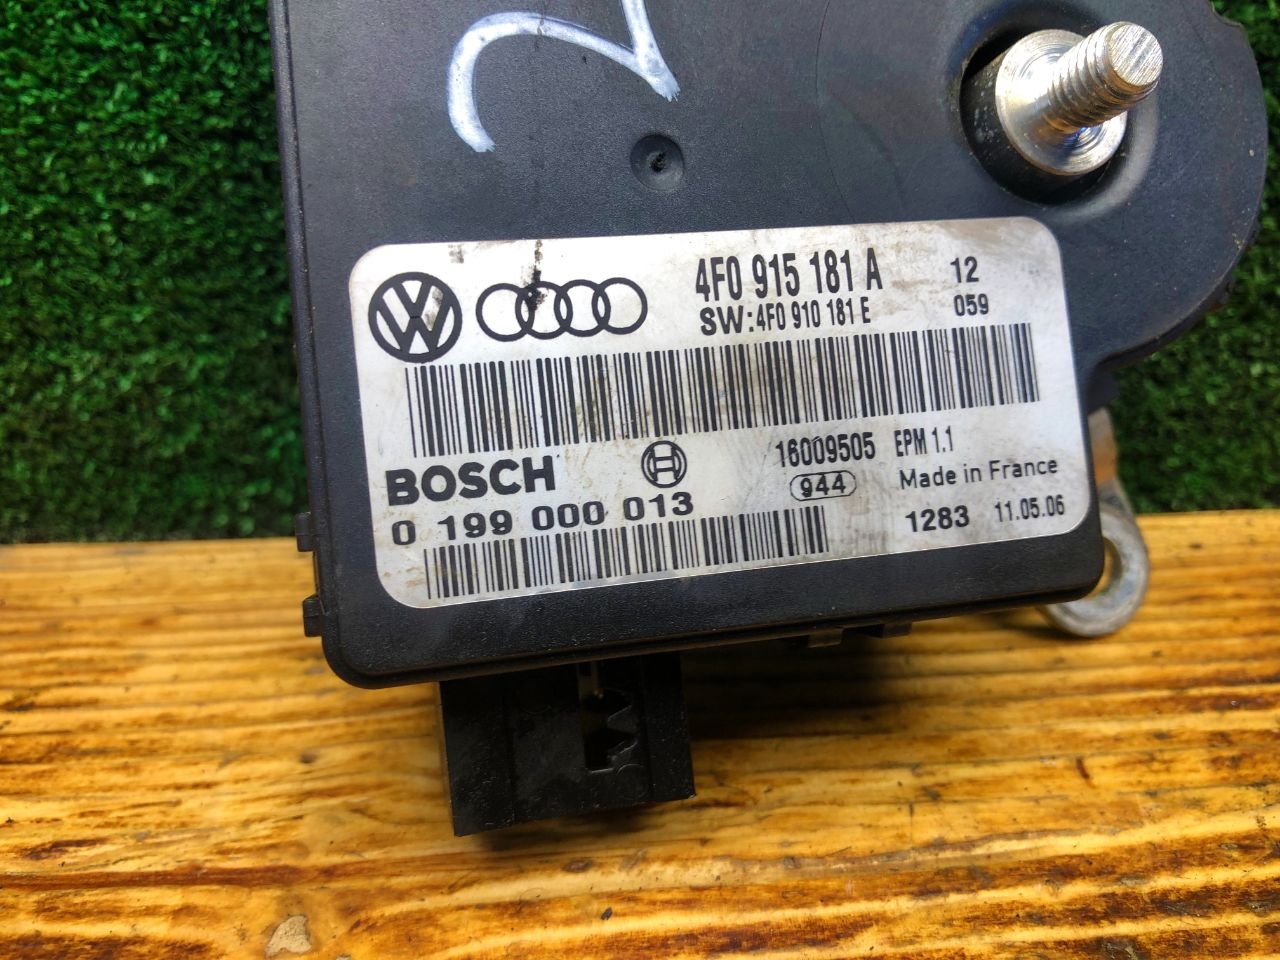 2
4F0 915 181 A 12
SW:4F0 910 181 E 059
BOSCH 16009505 EPM 1.1
944 Made in France
0 199 000 013 1283 11.05.06